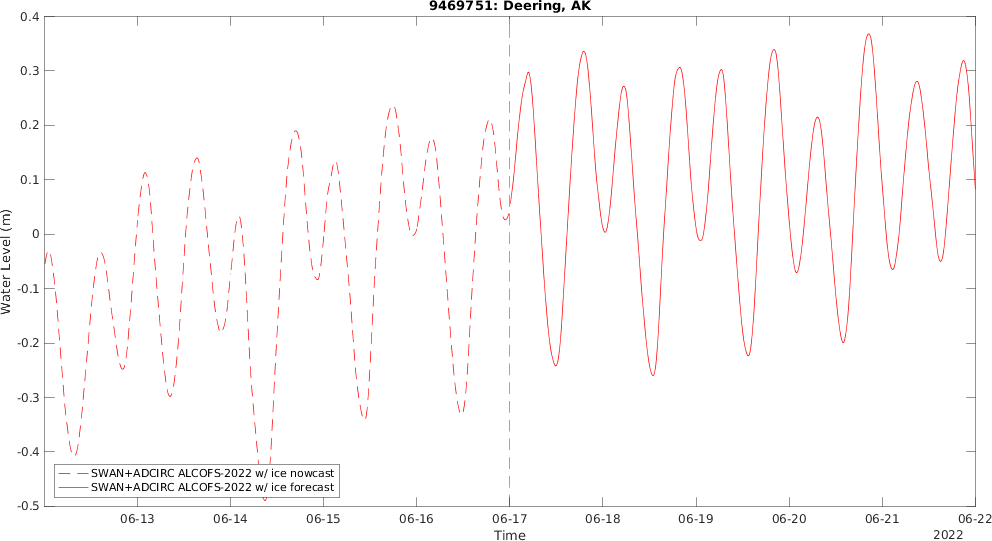 9469751: Deering, AK
0.4
0.3
0.2
0.1
0
-0.1
-0.2
-0.3
-0.4
-0.5
Water Level (m)
SWAN+ADCIRC ALCOFS-2022 w/ ice nowcast
SWAN+ADCIRC ALCOFS-2022 w/ ice forecast
06-13 06-14 06-15 06-16 06-17 06-18 06-19 06-20 06-21 06-22
Time
2022